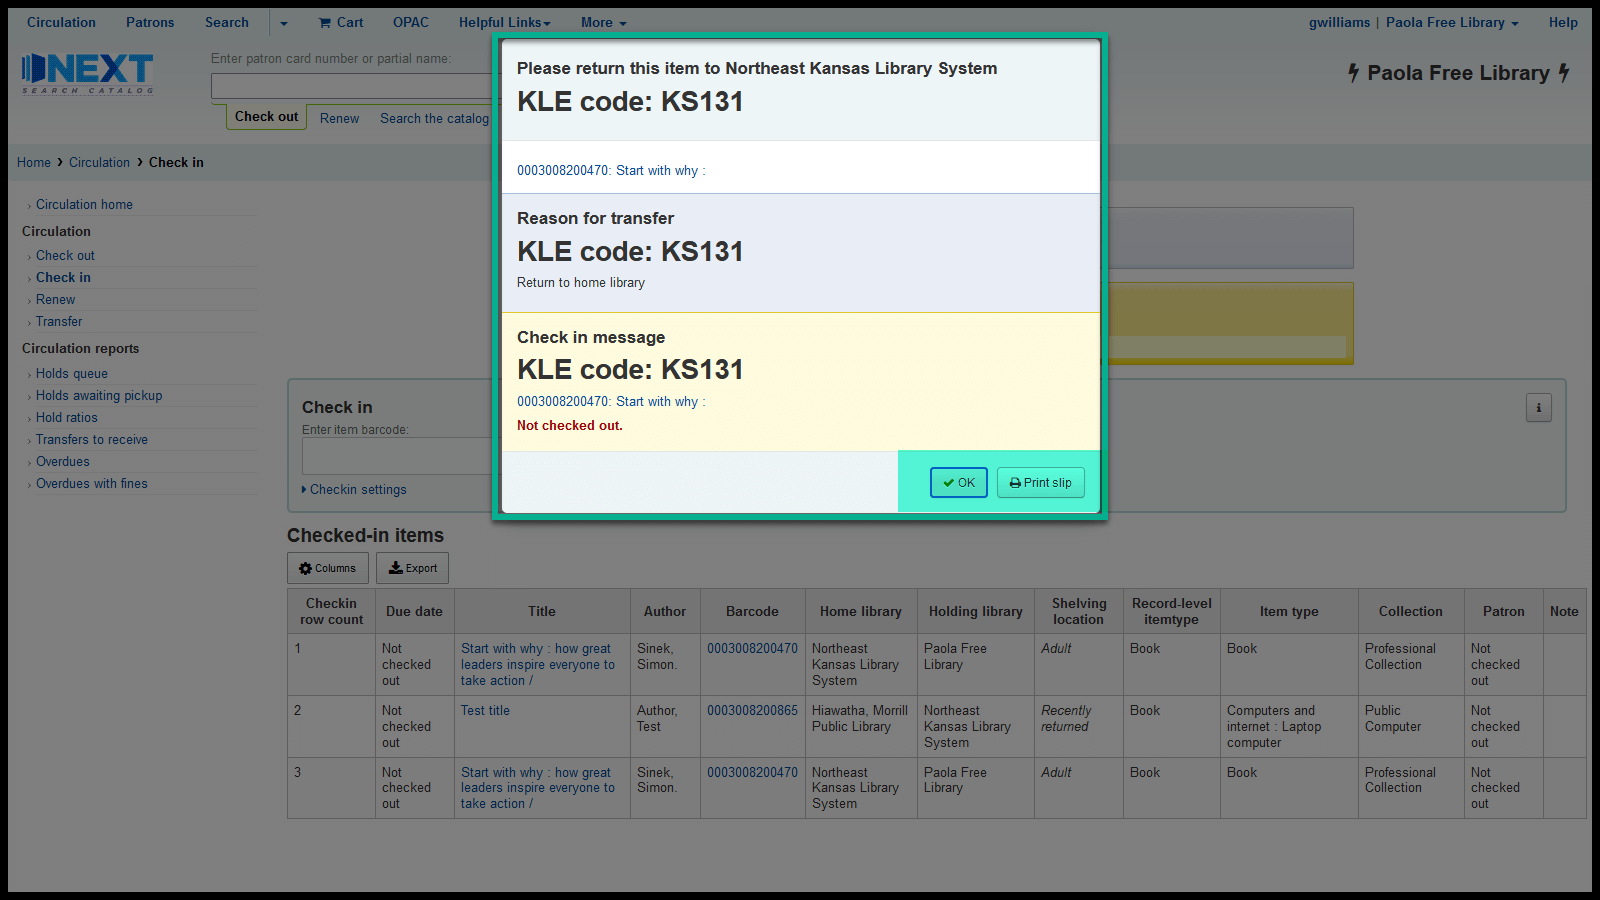 Circulation Patrons Search Cart OPAC Helpful Links More gwilliams | Paola Free Library Help
NEXT
SEARCH CATALOG
Enter patron card number or partial name:
Check out Renew Search the catalog
Paola Free Library
Home › Circulation › Check in
Circulation home
Circulation
Check out
Check in
Renew
Transfer
Circulation reports
Holds queue
Holds awaiting pickup
Hold ratios
Transfers to receive
Overdues
Overdues with fines
Please return this item to Northeast Kansas Library System
KLE code: KS131
0003008200470: Start with why :
Reason for transfer
KLE code: KS131
Return to home library
Check in message
KLE code: KS131
0003008200470: Start with why :
Not checked out.
OK Print slip
Check in
Enter item barcode:
Checkin settings
i
Checked-in items
Columns Export
Checkin row count Due date Title Author Barcode Home library Holding library Shelving location Record-level itemtype Item type Collection Patron Note
1 Not checked out Start with why : how great leaders inspire everyone to take action / Sinek, Simon. 0003008200470 Northeast Kansas Library System Paola Free Library Adult Book Book Professional Collection Not checked out
2 Not checked out Test title Author, Test 0003008200865 Hiawatha, Morrill Public Library Northeast Kansas Library System Recently returned Book Computers and internet : Laptop computer Public Computer Not checked out
3 Not checked out Start with why : how great leaders inspire everyone to take action / Sinek, Simon. 0003008200470 Northeast Kansas Library System Paola Free Library Adult Book Book Professional Collection Not checked out